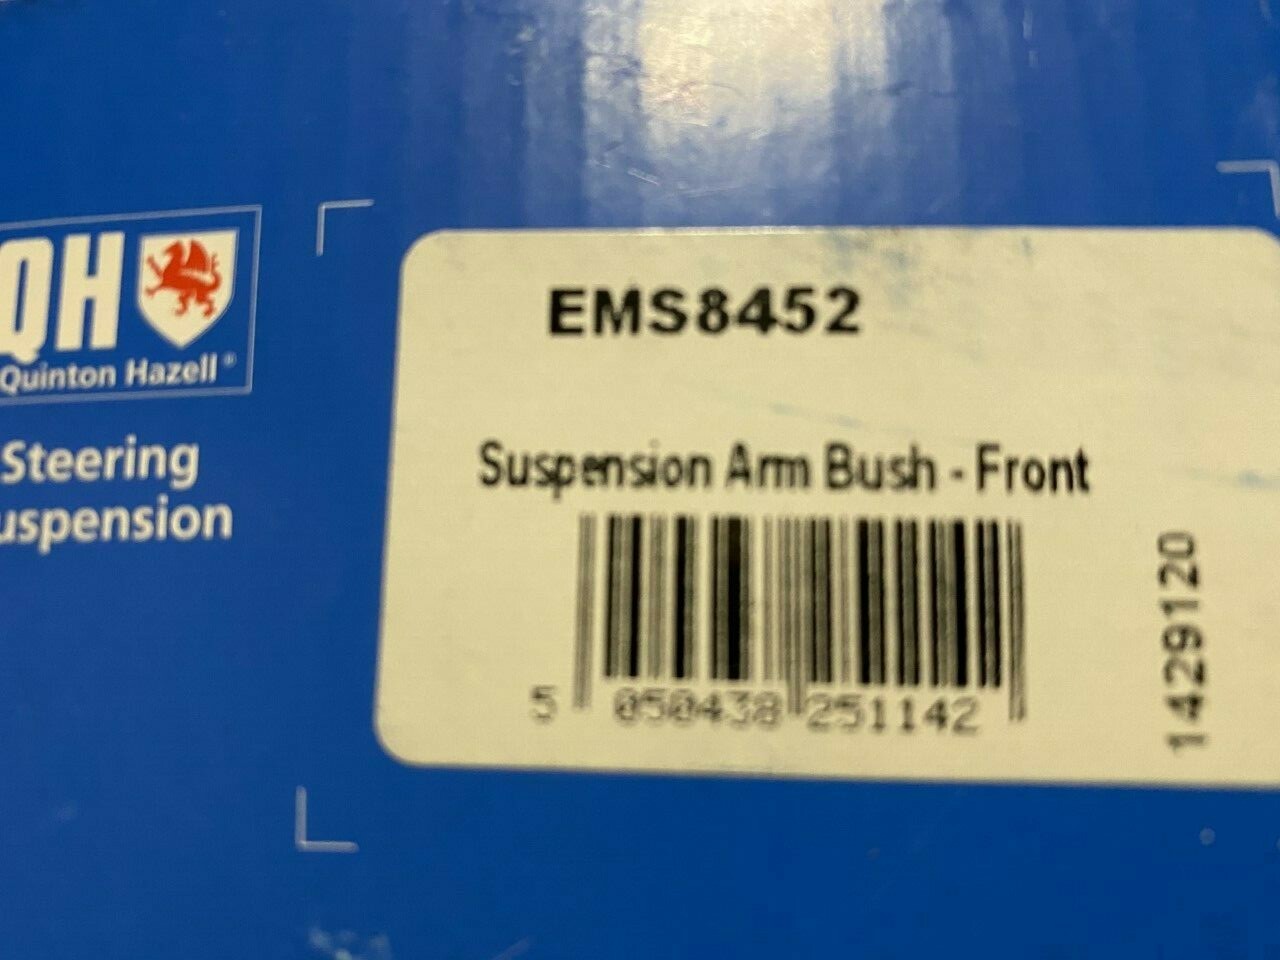 QH
Quinton Hazell®
Steering
uspension
EMS8452
Suspension Arm Bush - Front
5 050438 251142
1429120